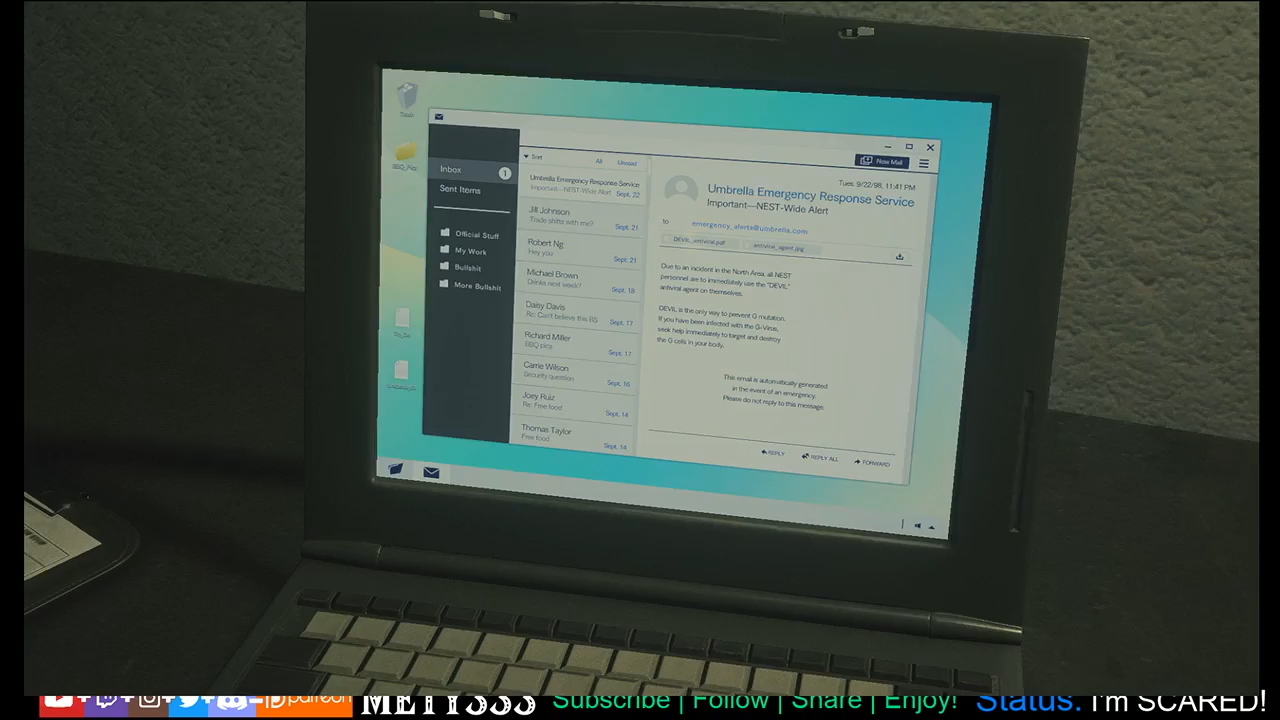 Trash
BBQ_Pics
Inbox
1
Sent Items
Official Stuff
My Work
Bullshit
More Bullshit
Sort
All
Unread
Umbrella Emergency Response Service
Important—NEST-Wide Alert
Sept. 22
Jill Johnson
Trade shifts with me?
Sept. 21
Robert Ng
Hey you
Sept. 21
Michael Brown
Drinks next week?
Sept. 18
Daisy Davis
Re: Can't believe this BS
Sept. 17
Richard Miller
BBQ pics
Sept. 17
Carrie Wilson
Security question
Sept. 16
Joey Ruiz
Re: Free food
Sept. 14
Thomas Taylor
Free food
Sept. 14
New Mail
Tues. 9/22/98, 11:41 PM
Umbrella Emergency Response Service
Important—NEST-Wide Alert
to
emergency_alerts@umbrella.com
DEVIL_antiviral.pdf
antiviral_agent.jpg
Due to an incident in the North Area, all NEST
personnel are to immediately use the "DEVIL"
antiviral agent on themselves.
DEVIL is the only way to prevent G mutation.
If you have been infected with the G-Virus,
seek help immediately to target and destroy
the G cells in your body.
This email is automatically generated
in the event of an emergency.
Please do not reply to this message.
REPLY
REPLY ALL
FORWARD
patreon
METY333
Subscribe | Follow | Share | Enjoy!
Status: I'm SCARED!